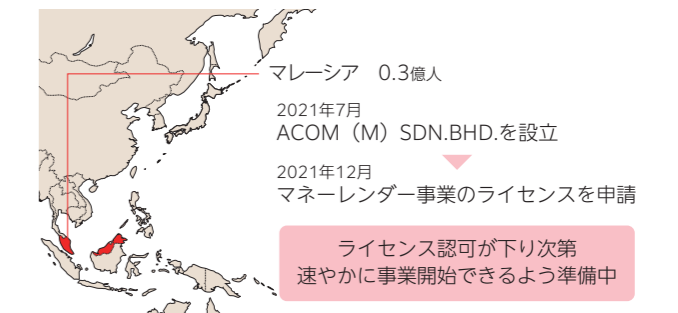 マレーシア　0.3億人
2021年7月
ACOM（M）SDN.BHD.を設立
2021年12月
マネーレンダー事業のライセンスを申請
ライセンス認可が下り次第
速やかに事業開始できるよう準備中